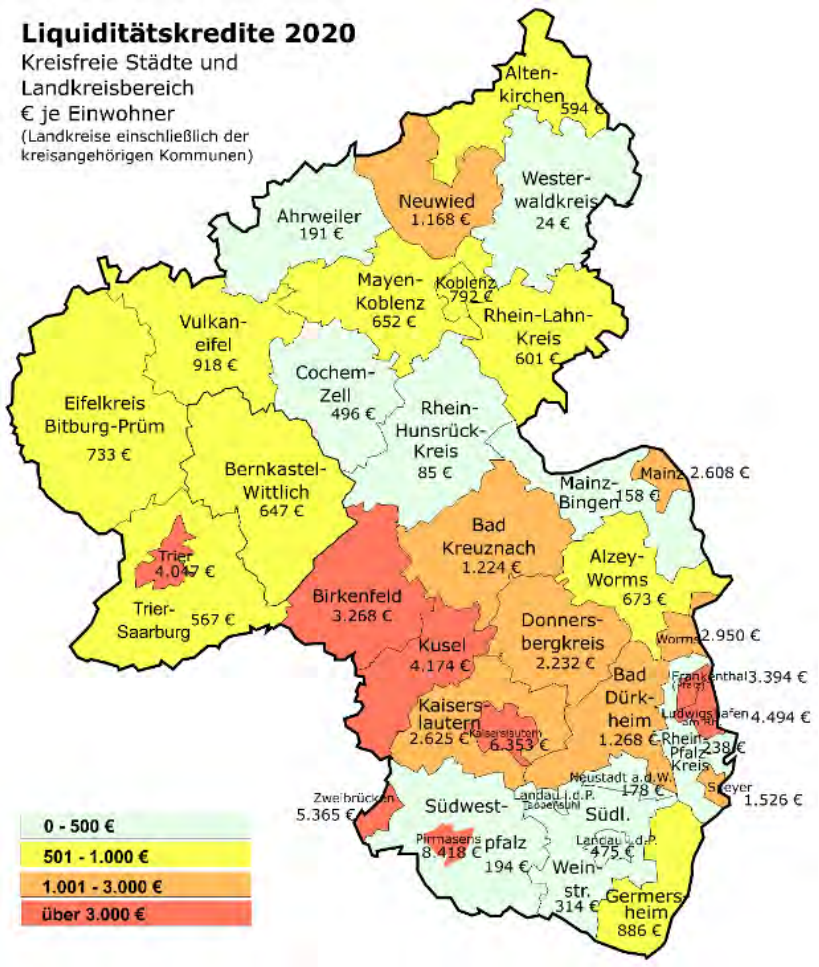 Liquiditätskredite 2020
Kreisfreie Städte und
Landkreisbereich
€ je Einwohner
(Landkreise einschließlich der
kreisangehörigen Kommunen)
Alten-
kirchen
594 €
Wester-
waldkreis
24 €
Neuwied
1.168 €
Ahrweiler
191 €
Mayen-
Koblenz
652 €
Koblenz
792 €
Rhein-Lahn-
Kreis
601 €
Vulkan-
eifel
918 €
Cochem-
Zell
496 €
Eifelkreis
Bitburg-Prüm
733 €
Rhein-
Hunsrück-
Kreis
85 €
Bernkastel-
Wittlich
647 €
Mainz-
Bingen
158 €
Mainz
2.608 €
Bad
Kreuznach
1.224 €
Alzey-
Worms
673 €
Trier
4.047 €
Trier-
Saarburg
567 €
Birkenfeld
3.268 €
Kusel
4.174 €
Donners-
bergkreis
2.232 €
Worms
2.950 €
Frankenthal
(Pfalz)
3.394 €
Ludwigshafen
am Rh.
4.494 €
Bad
Dürk-
heim
1.268 €
Kaisers-
lautern
2.625 €
Kaiserslautern
6.353 €
Rhein-
Pfalz
Kreis
238 €
Neustadt a.d.W.
178 €
Speyer
1.526 €
Zweibrücken
5.365 €
Südwest-
pfalz
194 €
Pirmasens
8.418 €
Landau i.d.P.
Südl.
Wein-
str.
314 €
Landau i.d.P.
475 €
Germers-
heim
886 €
0 - 500 €
501 - 1.000 €
1.001 - 3.000 €
über 3.000 €